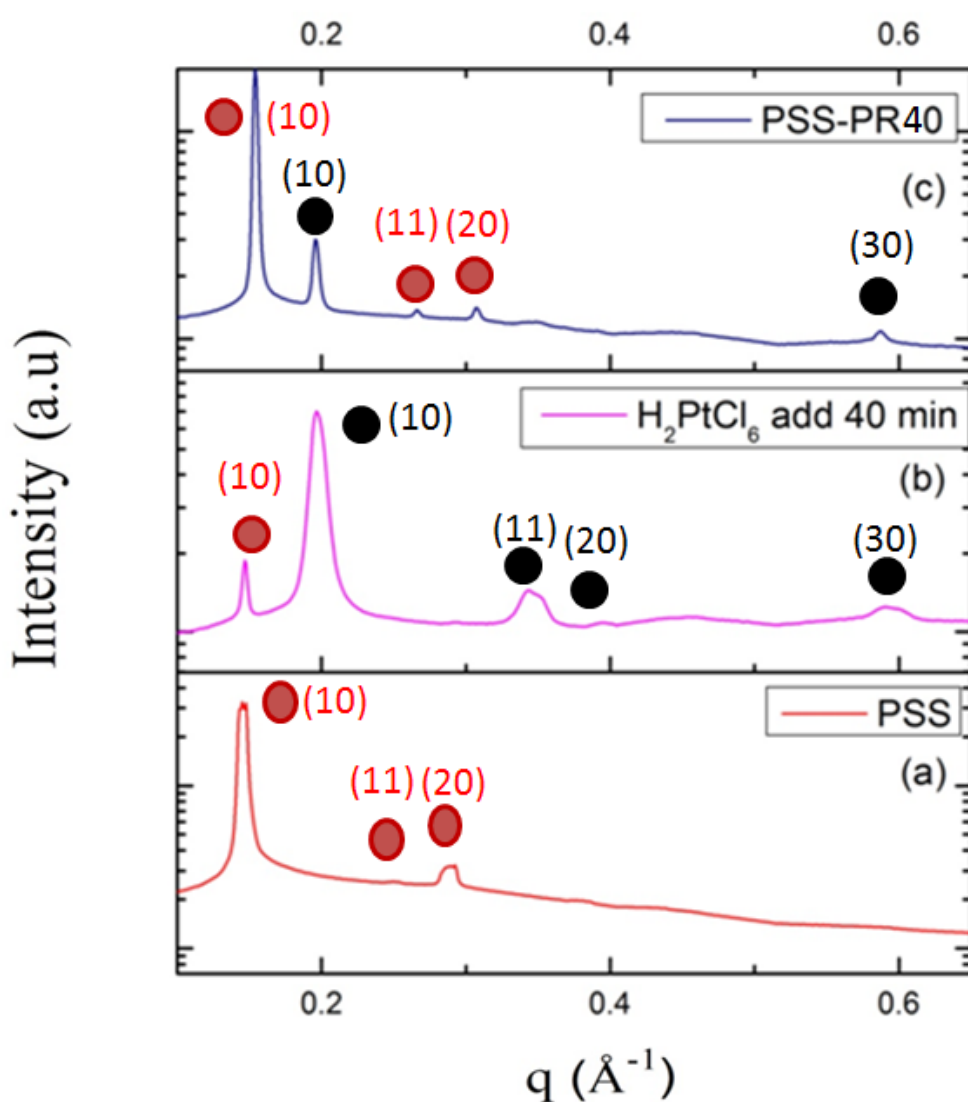 0.2 0.4 0.6
PSS-PR40
(c)
(10)
(10)
(11)
(20)
(30)
H₂PtCl₆ add 40 min
(b)
(10)
(10)
(11)
(20)
(30)
PSS
(a)
(10)
(11)
(20)
Intensity (a.u)
0.2 0.4 0.6
q (Å⁻¹)